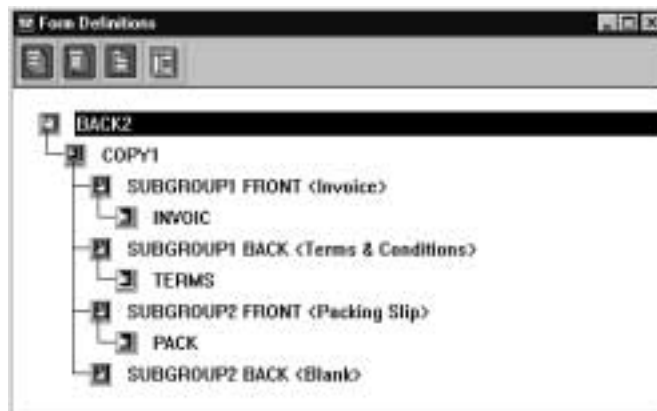 Form Definitions
BACK2
COPY1
SUBGROUP1 FRONT <Invoice>
INVOIC
SUBGROUP1 BACK <Terms & Conditions>
TERMS
SUBGROUP2 FRONT <Packing Slip>
PACK
SUBGROUP2 BACK <Blank>